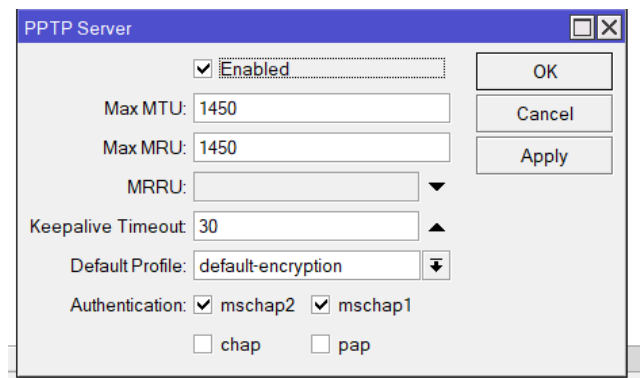 PPTP Server
Enabled
OK
Max MTU: 1450
Cancel
Max MRU: 1450
Apply
MRRU:
Keepalive Timeout: 30
Default Profile: default-encryption
Authentication: mschap2 mschap1
chap pap